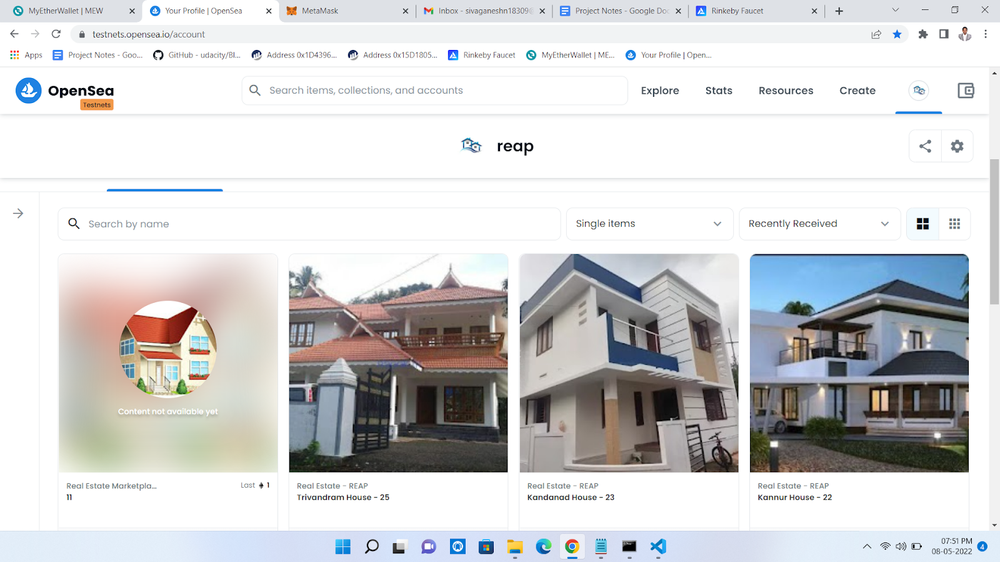 MyEtherWallet | MEW
Your Profile | OpenSea
MetaMask
Inbox - sivaganeshn18309@
Project Notes - Google Doc
Rinkeby Faucet
testnets.opensea.io/account
Apps
Project Notes - Goo...
GitHub - udacity/Bl...
Address 0x1D4396...
Address 0x15D1805...
Rinkeby Faucet
MyEtherWallet | ME...
Your Profile | Open...
OpenSea
Testnets
Search items, collections, and accounts
Explore
Stats
Resources
Create
reap
Search by name
Single items
Recently Received
Content not available yet
Real Estate Marketpla...
Last 1
11
Real Estate - REAP
Trivandram House - 25
Real Estate - REAP
Kandanad House - 23
Real Estate - REAP
Kannur House - 22
07:51 PM
08-05-2022
4